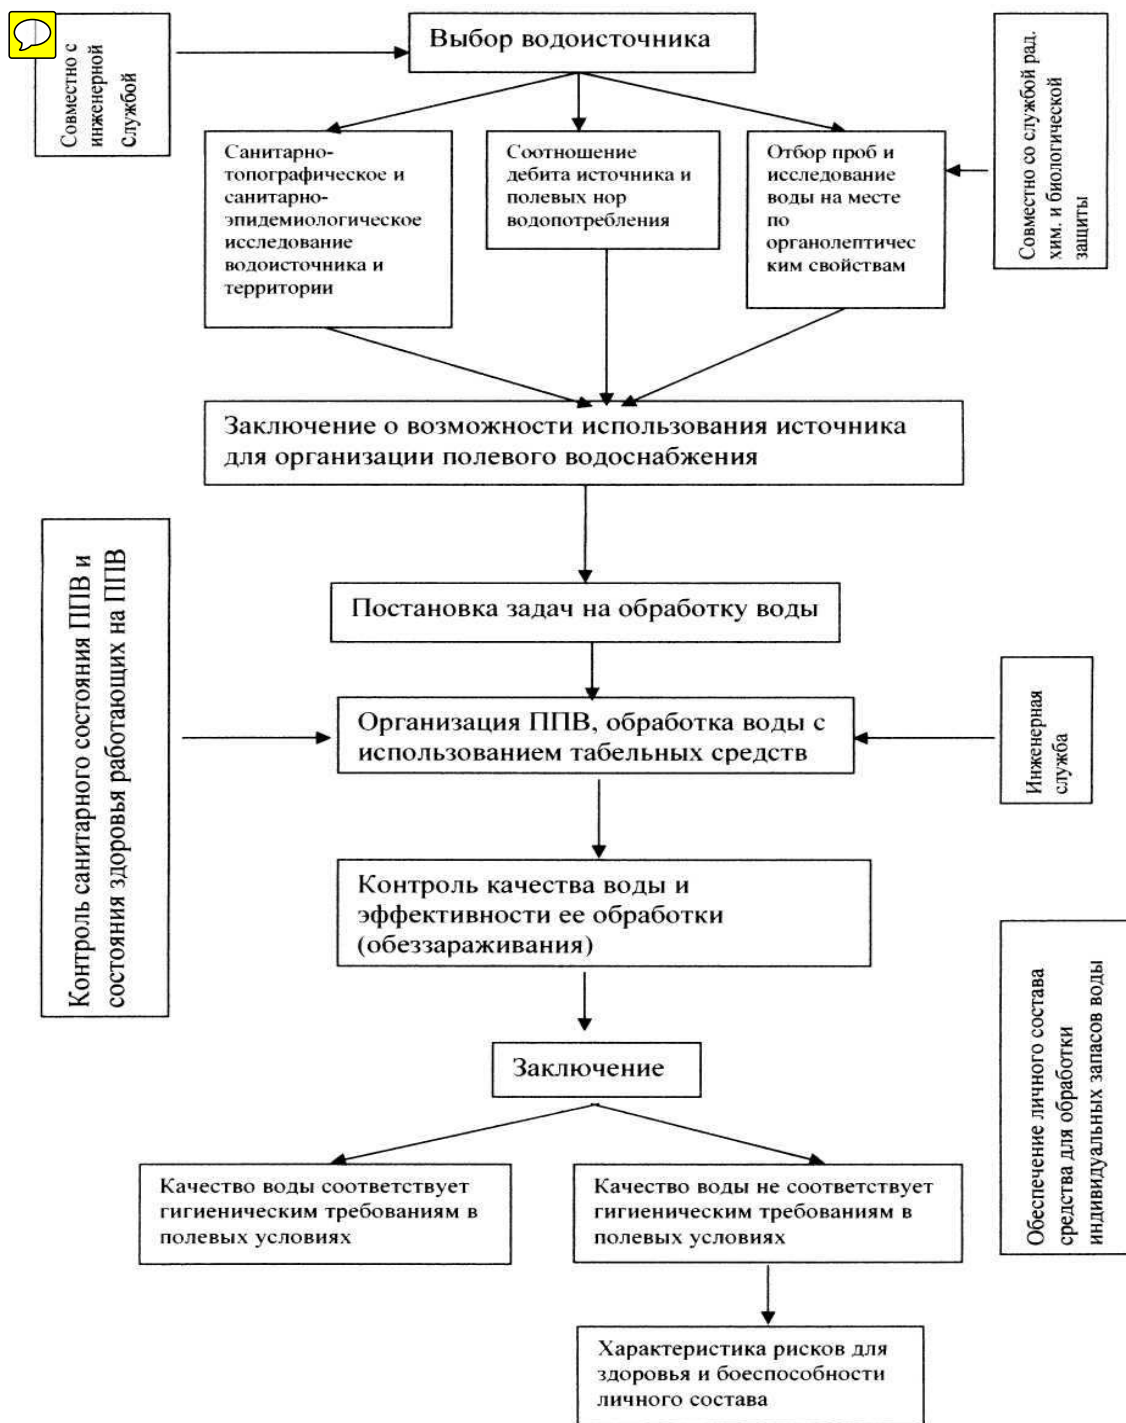 Совместно с
инженерной
службой
Выбор водоисточника
Совместно со службой рад.
хим. и биологической
защиты
Санитарно-
топографическое и
санитарно-
эпидемиологическое
исследование
водоисточника и
территории
Соотношение
дебита источника и
полевых нор
водопотребления
Отбор проб и
исследование
воды на месте
по
органолептичес
ким свойствам
Заключение о возможности использования источника
для организации полевого водоснабжения
Контроль санитарного состояния ППВ и
состояния здоровья работающих на ППВ
Постановка задач на обработку воды
Организация ППВ, обработка воды с
использованием табельных средств
Инженерная
служба
Контроль качества воды и
эффективности ее обработки
(обеззараживания)
Обеспечение личного состава
средства для обработки
индивидуальных запасов воды
Заключение
Качество воды соответствует
гигиеническим требованиям в
полевых условиях
Качество воды не соответствует
гигиеническим требованиям в
полевых условиях
Характеристика рисков для
здоровья и боеспособности
личного состава